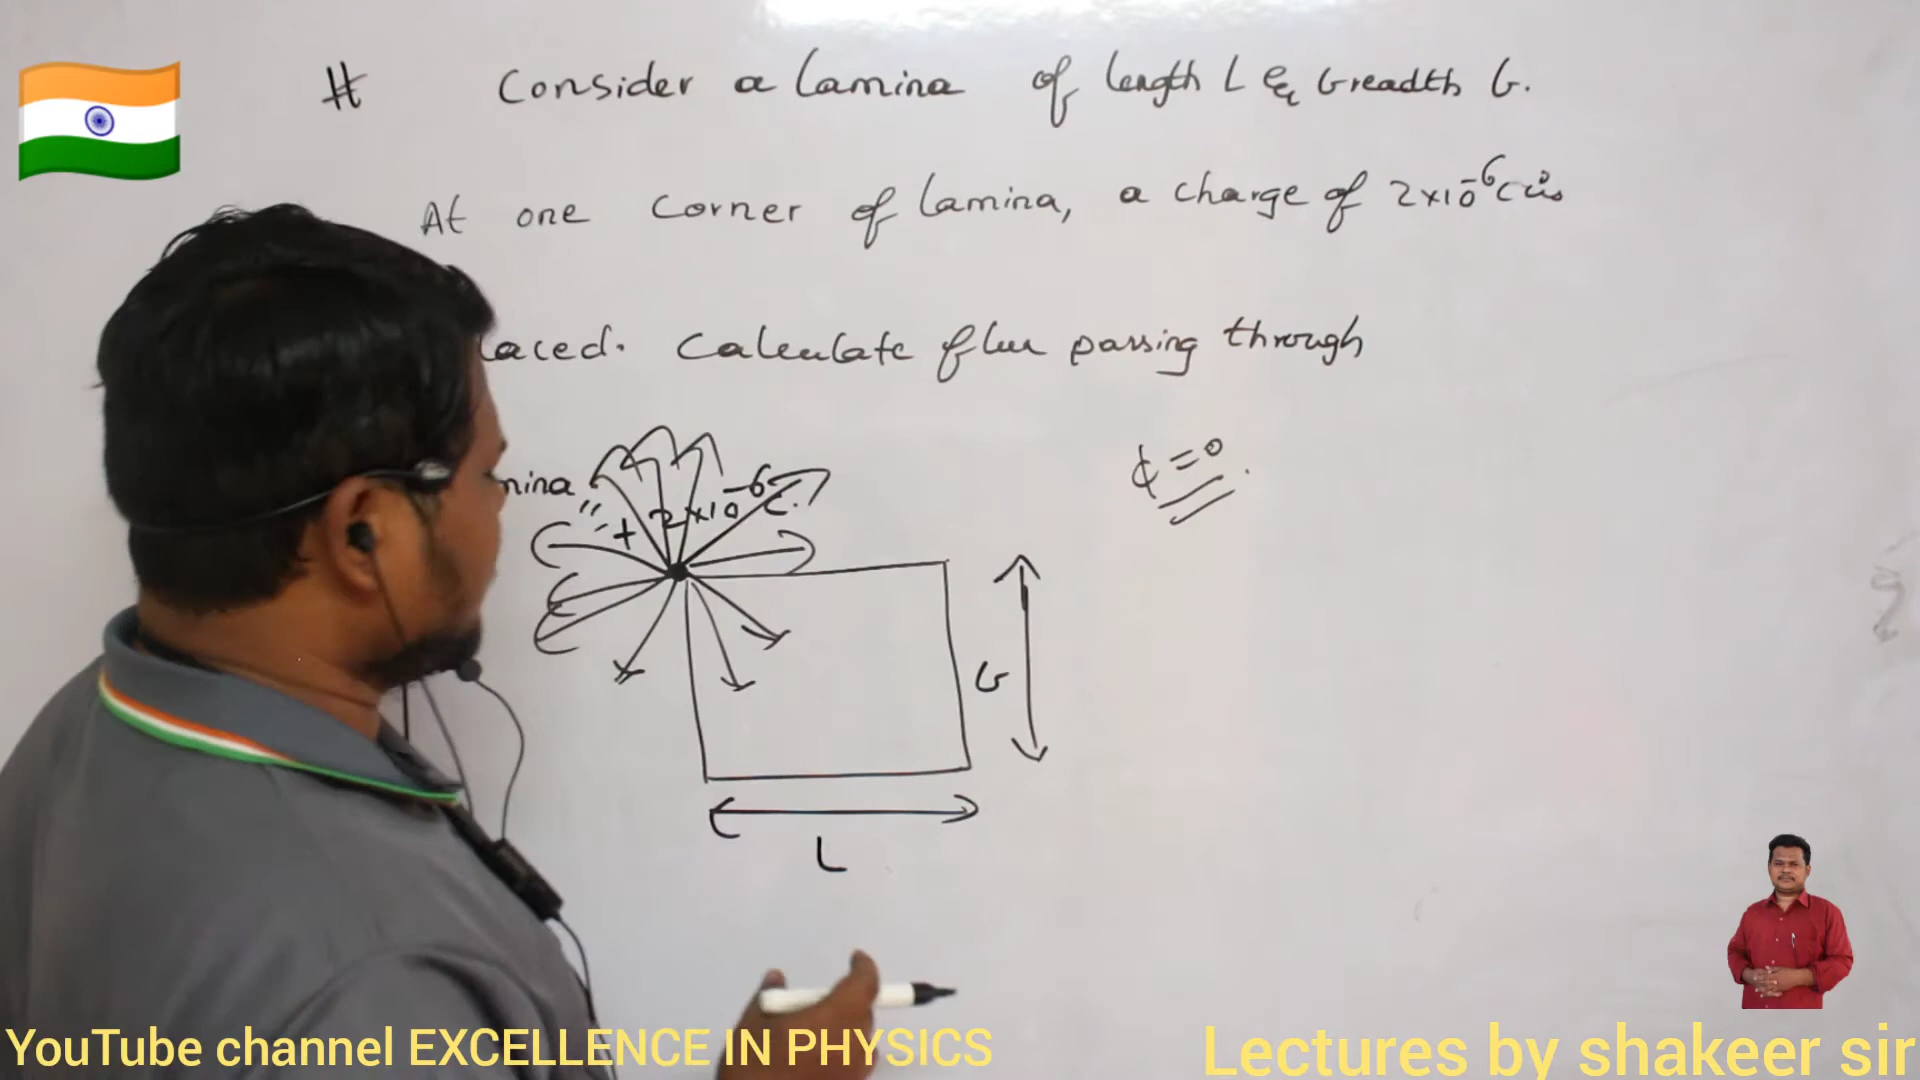 # Consider a lamina of length L & breadth b.
At one corner of lamina, a charge of 2×10⁻⁶C is
laced. Calculate flux passing through
mina "
+ 2×10⁻⁶C.
ϕ = 0
b
L
YouTube channel EXCELLENCE IN PHYSICS
Lectures by shakeer sir